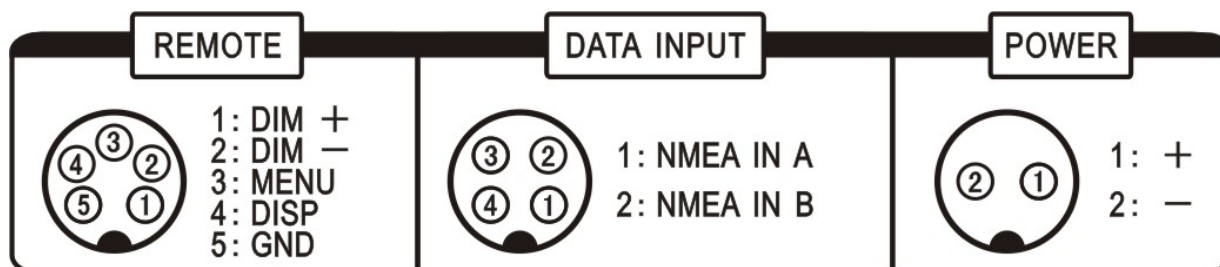 REMOTE
3
4 2
5 1
1: DIM +
2: DIM −
3: MENU
4: DISP
5: GND
DATA INPUT
3 2
4 1
1: NMEA IN A
2: NMEA IN B
POWER
2 1
1: +
2: −